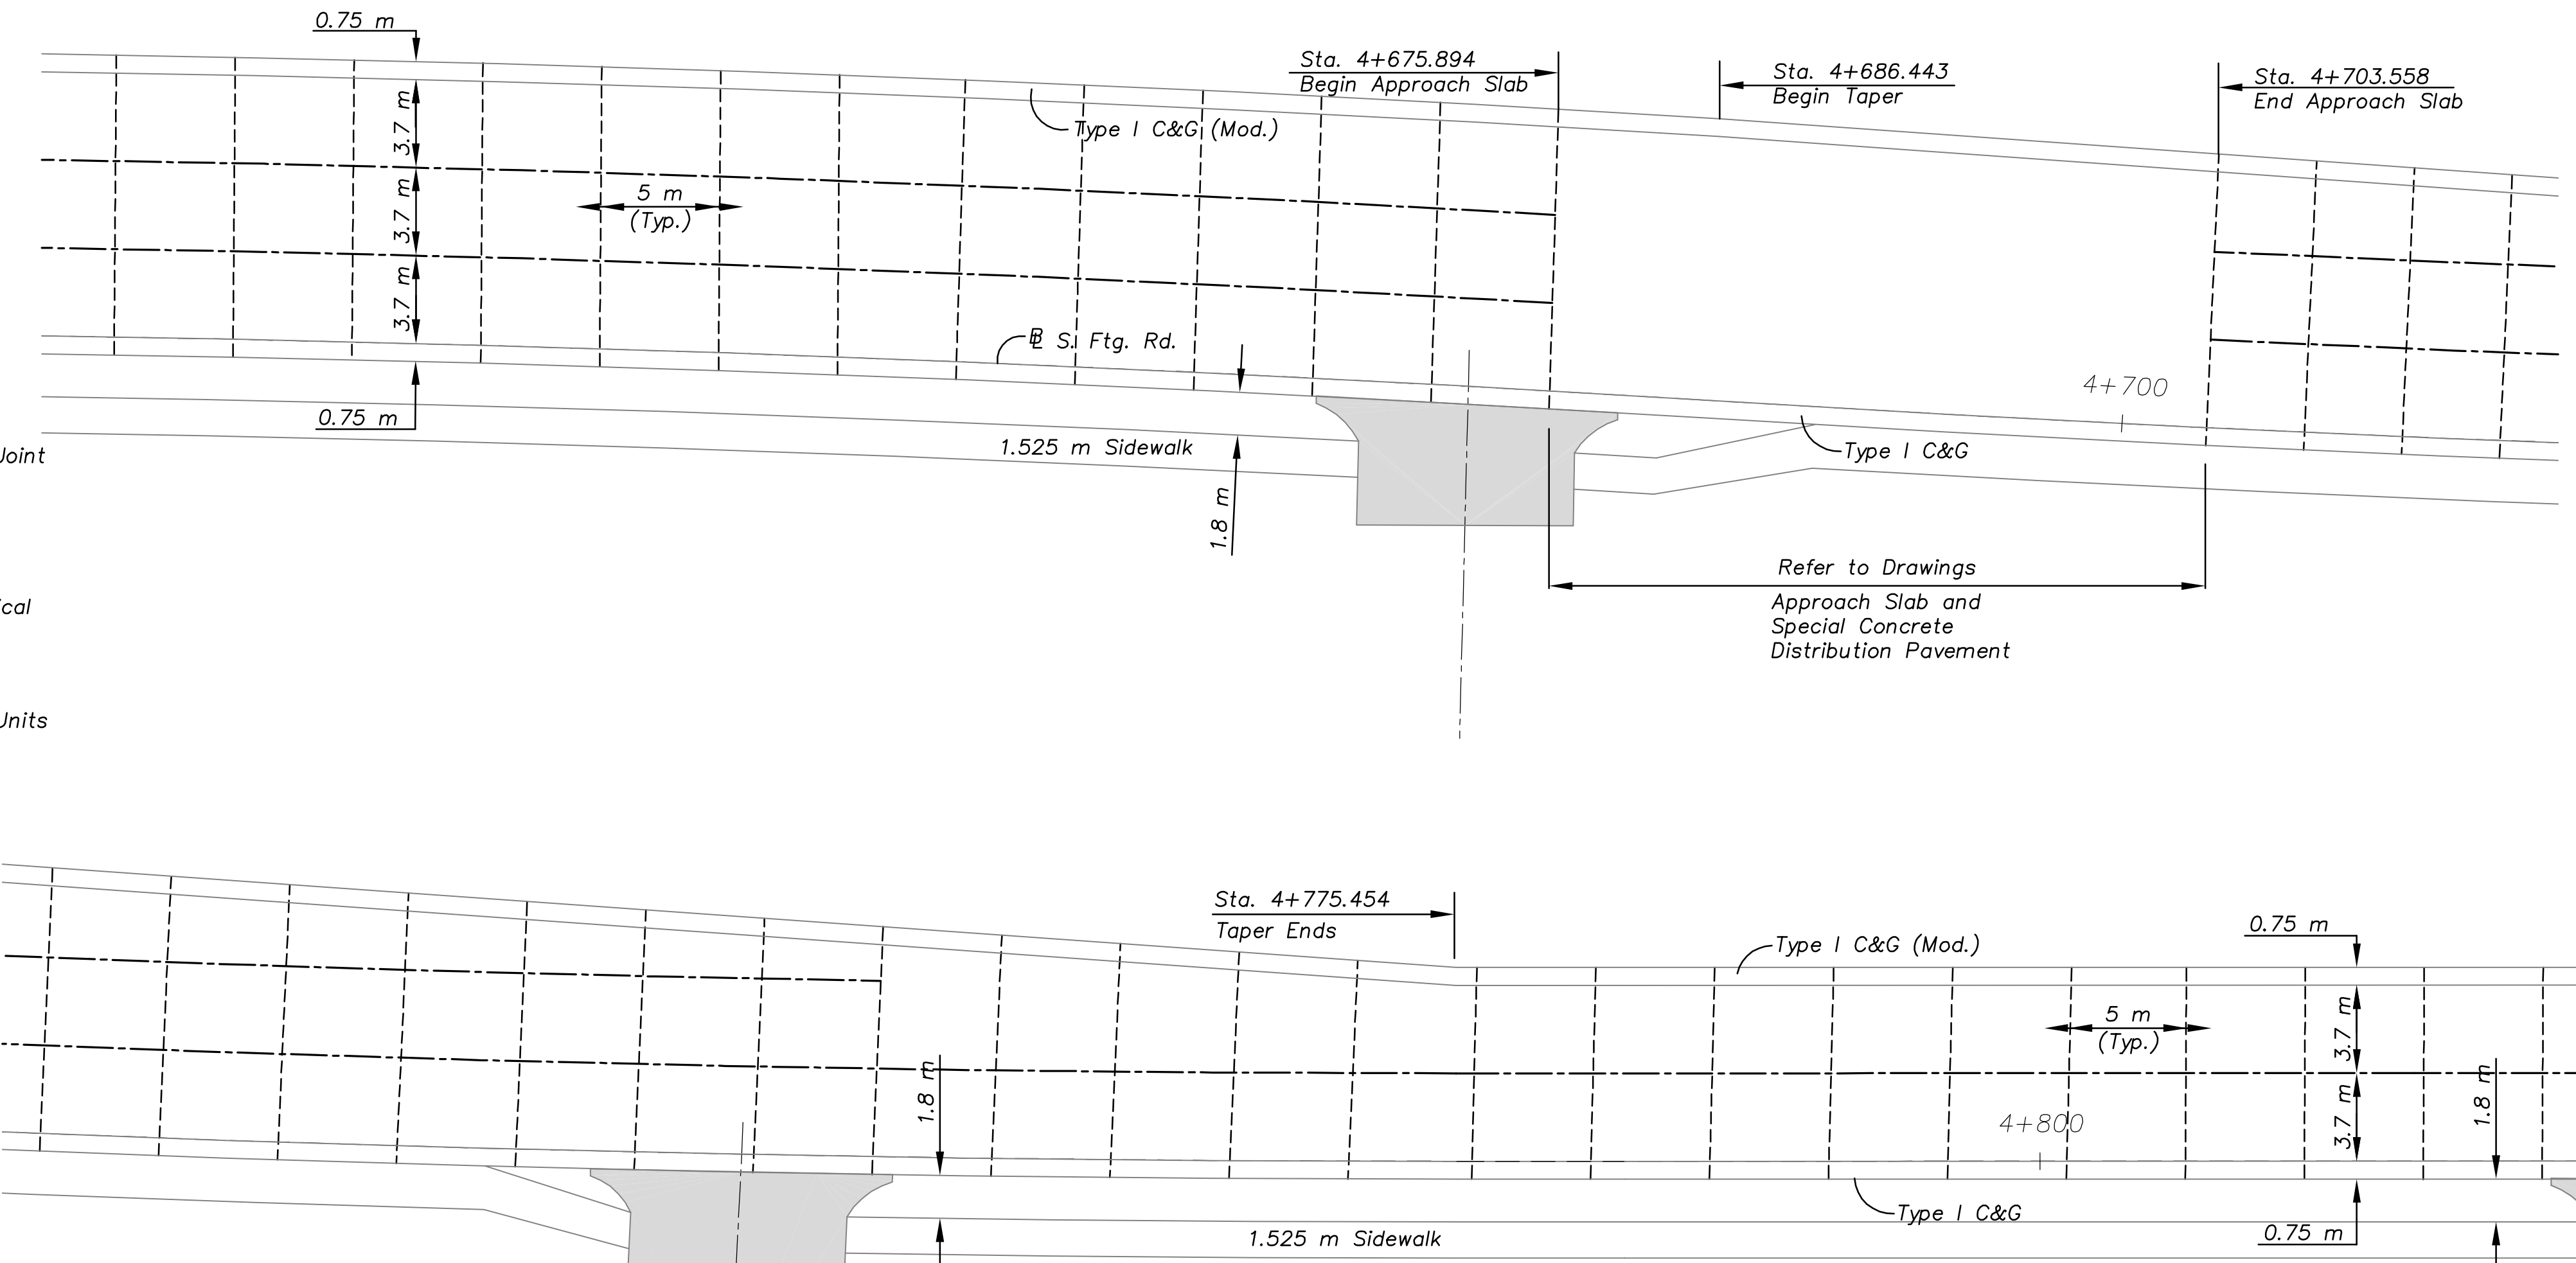 0.75 m
Sta. 4+675.894
Begin Approach Slab
Sta. 4+686.443
Begin Taper
Sta. 4+703.558
End Approach Slab
3.7 m
Type I C&G (Mod.)
3.7 m
5 m
(Typ.)
3.7 m
S. Ftg. Rd.
4+700
0.75 m
Joint
1.525 m Sidewalk
Type I C&G
1.8 m
Refer to Drawings
Approach Slab and
Special Concrete
Distribution Pavement
Units
Sta. 4+775.454
Taper Ends
Type I C&G (Mod.)
0.75 m
5 m
(Typ.)
3.7 m
1.8 m
4+800
3.7 m
1.8 m
Type I C&G
1.525 m Sidewalk
0.75 m